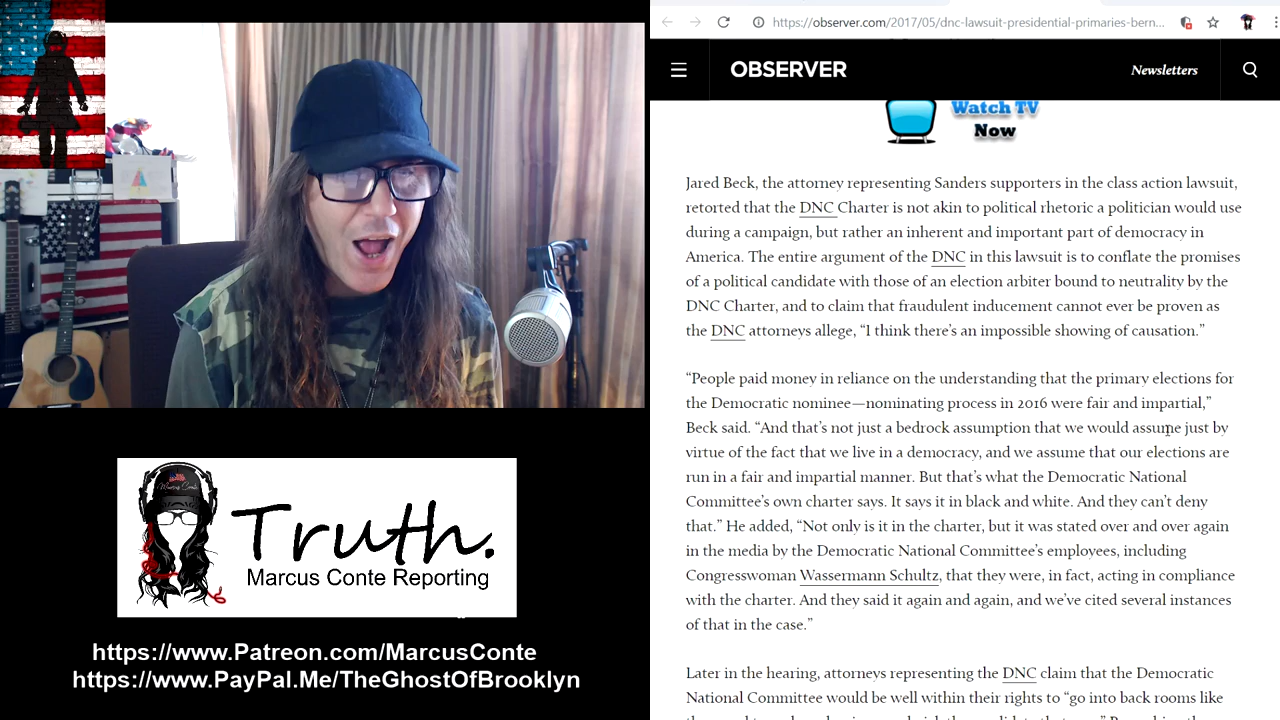 https://observer.com/2017/05/dnc-lawsuit-presidential-primaries-bern...
OBSERVER
Newsletters
Watch TV
Now
Jared Beck, the attorney representing Sanders supporters in the class action lawsuit,
retorted that the DNC Charter is not akin to political rhetoric a politician would use
during a campaign, but rather an inherent and important part of democracy in
America. The entire argument of the DNC in this lawsuit is to conflate the promises
of a political candidate with those of an election arbiter bound to neutrality by the
DNC Charter, and to claim that fraudulent inducement cannot ever be proven as
the DNC attorneys allege, “I think there’s an impossible showing of causation.”
“People paid money in reliance on the understanding that the primary elections for
the Democratic nominee—nominating process in 2016 were fair and impartial,”
Beck said. “And that’s not just a bedrock assumption that we would assume just by
virtue of the fact that we live in a democracy, and we assume that our elections are
run in a fair and impartial manner. But that’s what the Democratic National
Committee’s own charter says. It says it in black and white. And they can’t deny
that.” He added, “Not only is it in the charter, but it was stated over and over again
in the media by the Democratic National Committee’s employees, including
Congresswoman Wassermann Schultz, that they were, in fact, acting in compliance
with the charter. And they said it again and again, and we’ve cited several instances
of that in the case.”
Later in the hearing, attorneys representing the DNC claim that the Democratic
National Committee would be well within their rights to “go into back rooms like
Marcus Conte
Truth.
Marcus Conte Reporting
https://www.Patreon.com/MarcusConte
https://www.PayPal.Me/TheGhostOfBrooklyn